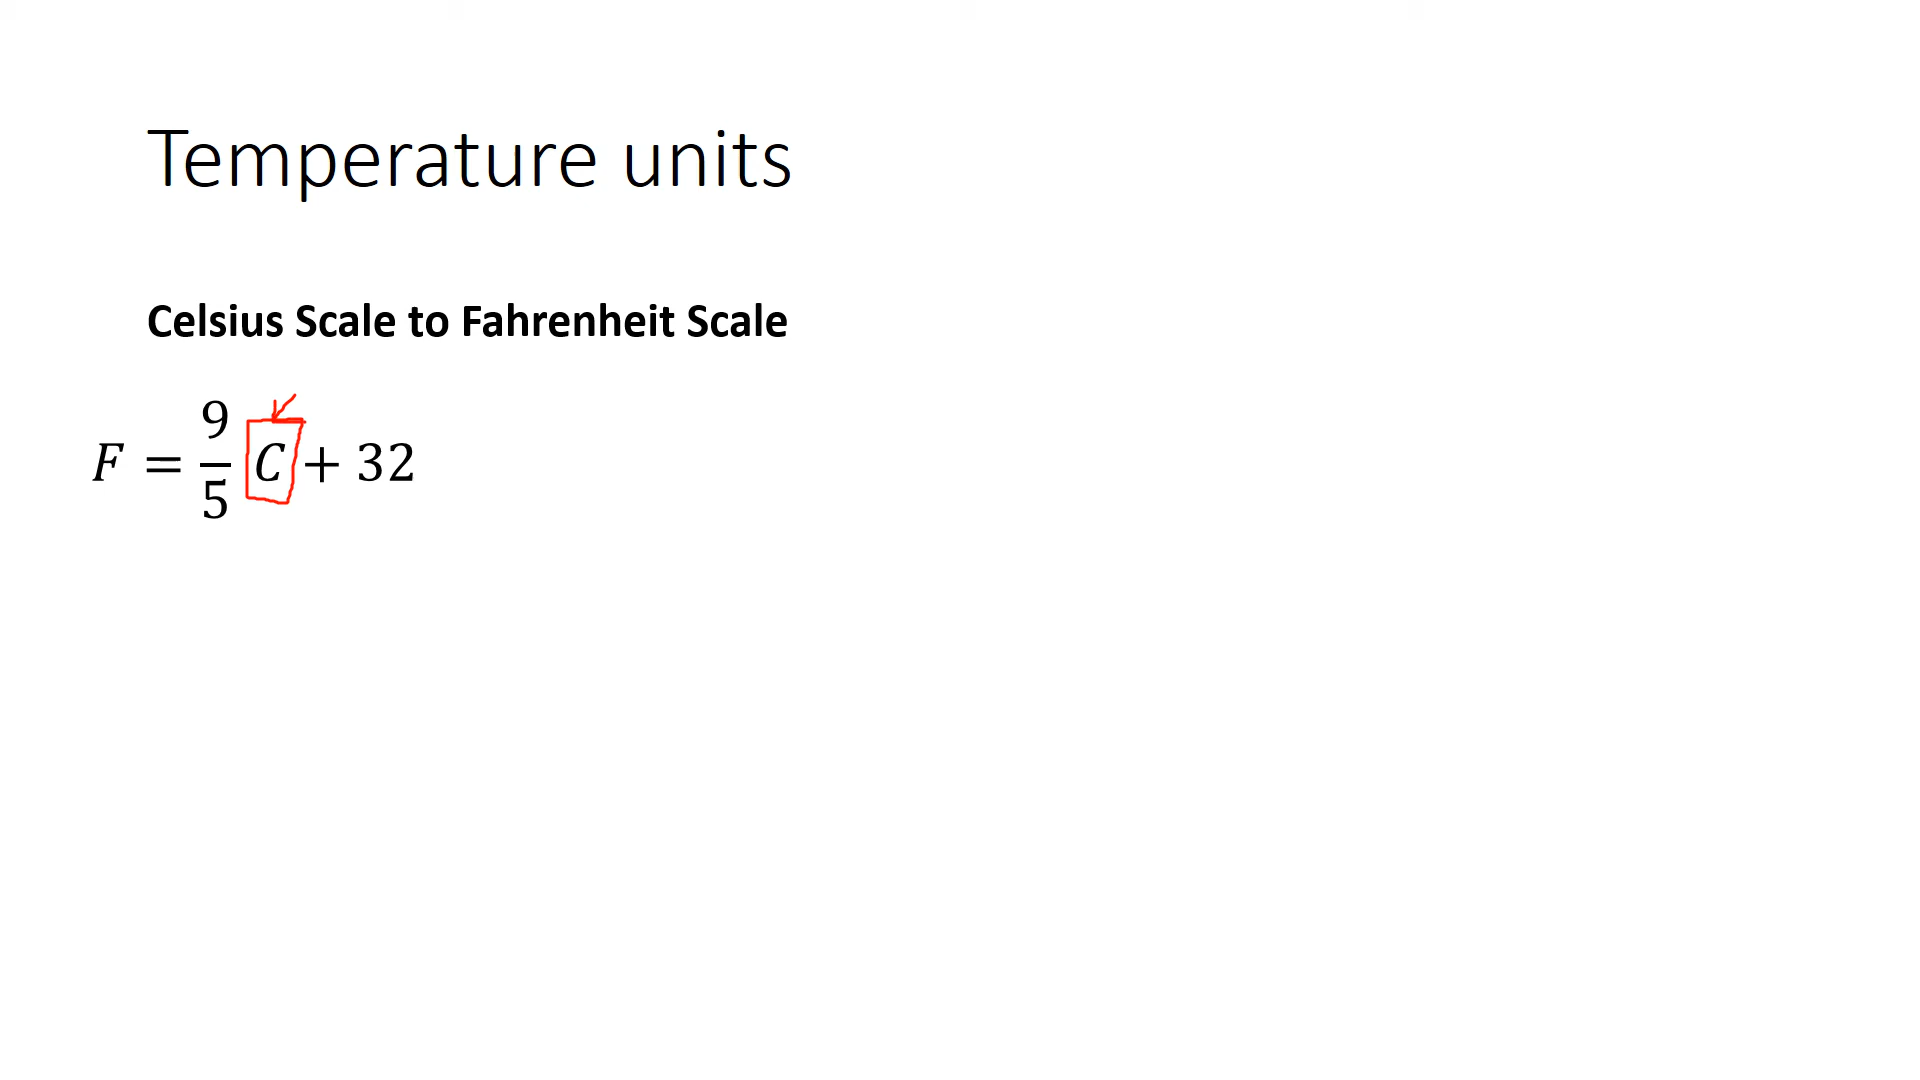 Temperature units
Celsius Scale to Fahrenheit Scale
F = 9/5 C + 32